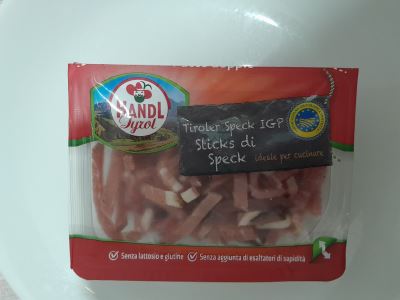 HANDL
Tyrol
Tiroler Speck IGP
Sticks di
Speck ideale per cucinare
Senza lattosio e glutine
Senza aggiunta di esaltatori di sapidità